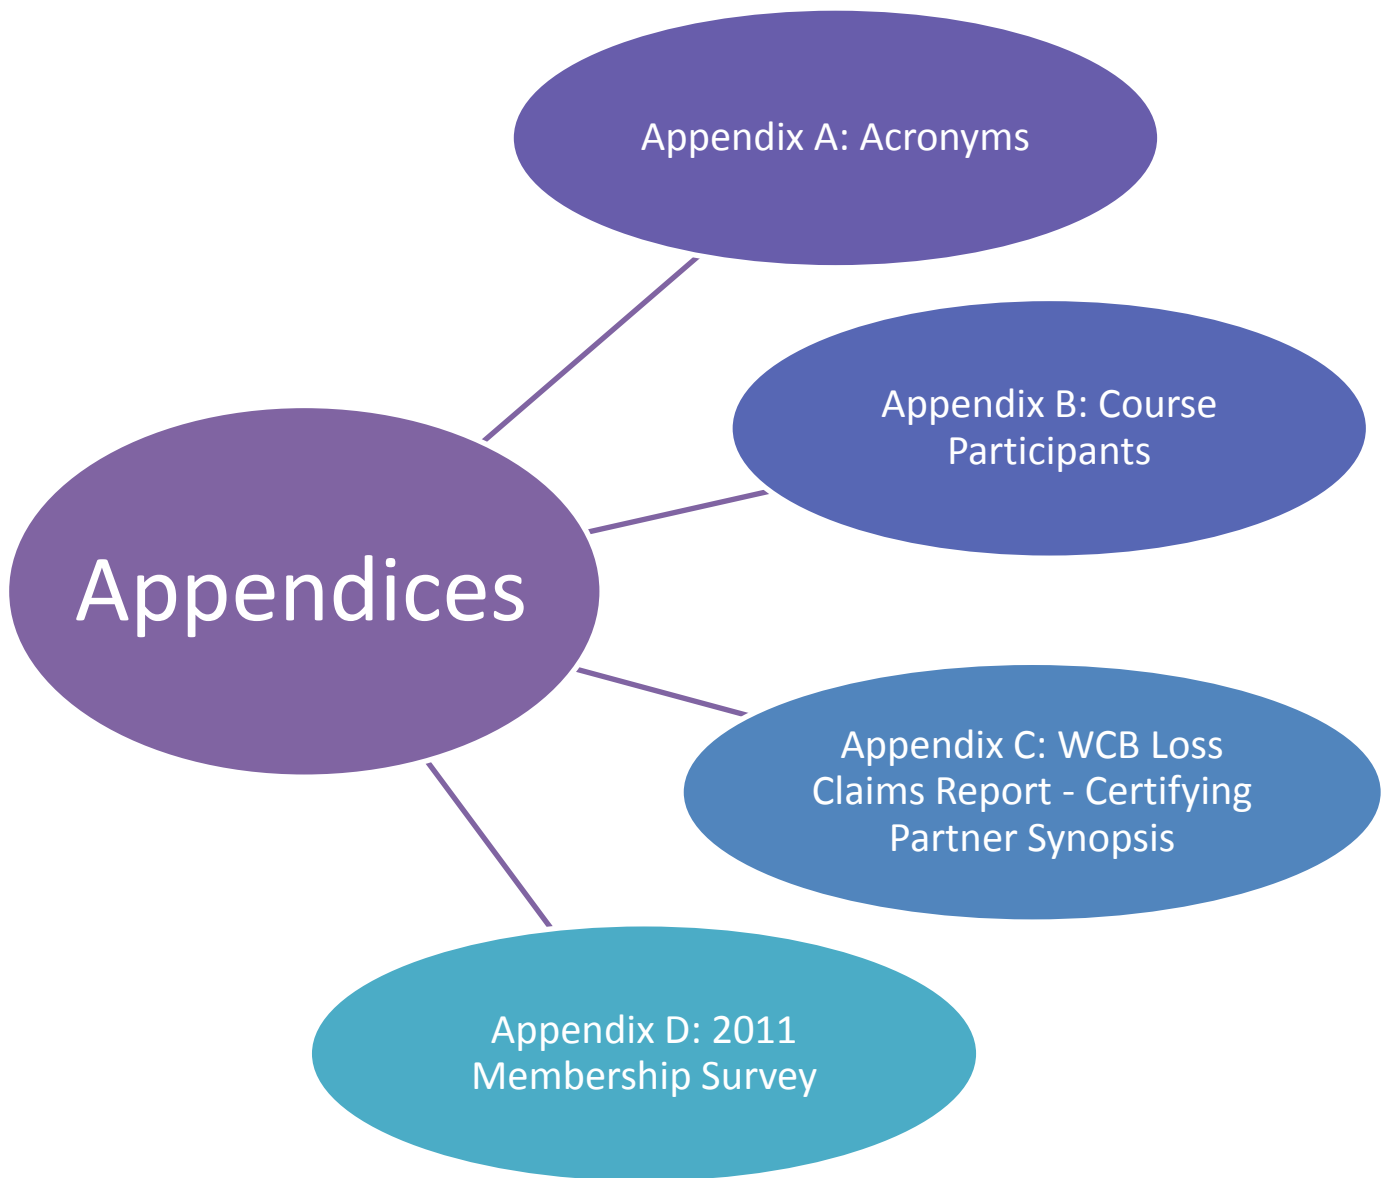 Appendix A: Acronyms
Appendix B: Course
Participants
Appendices
Appendix C: WCB Loss
Claims Report - Certifying
Partner Synopsis
Appendix D: 2011
Membership Survey